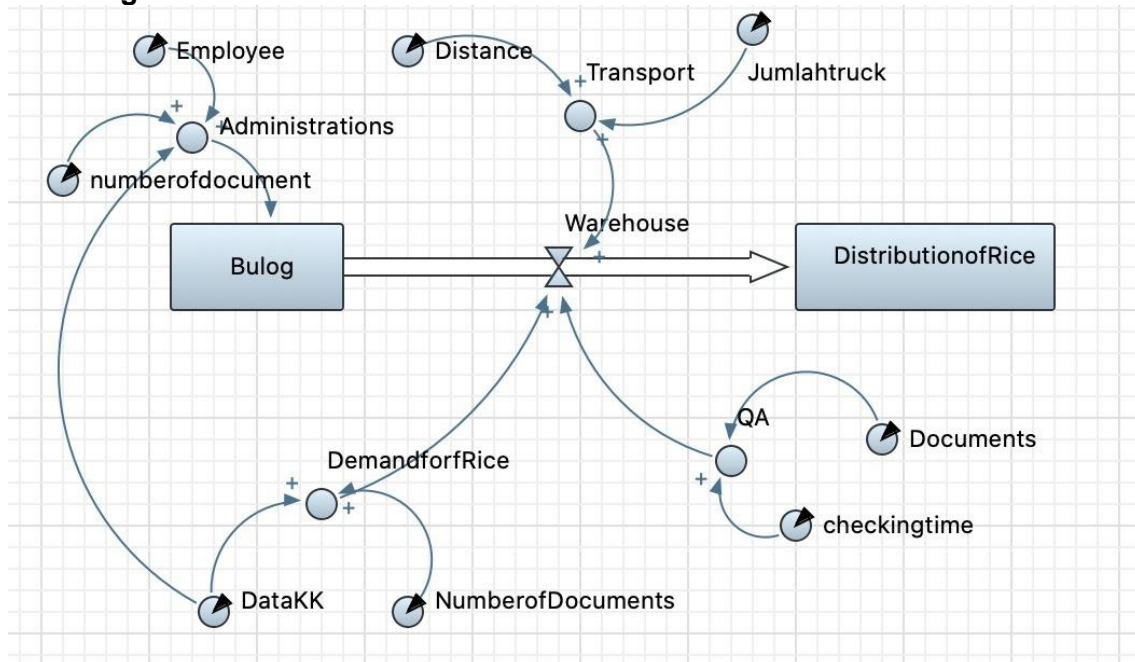 Employee
Distance
Transport
Jumlahtruck
Administrations
numberofdocument
Warehouse
Bulog
DistributionofRice
QA
Documents
DemandforfRice
checkingtime
DataKK
NumberofDocuments